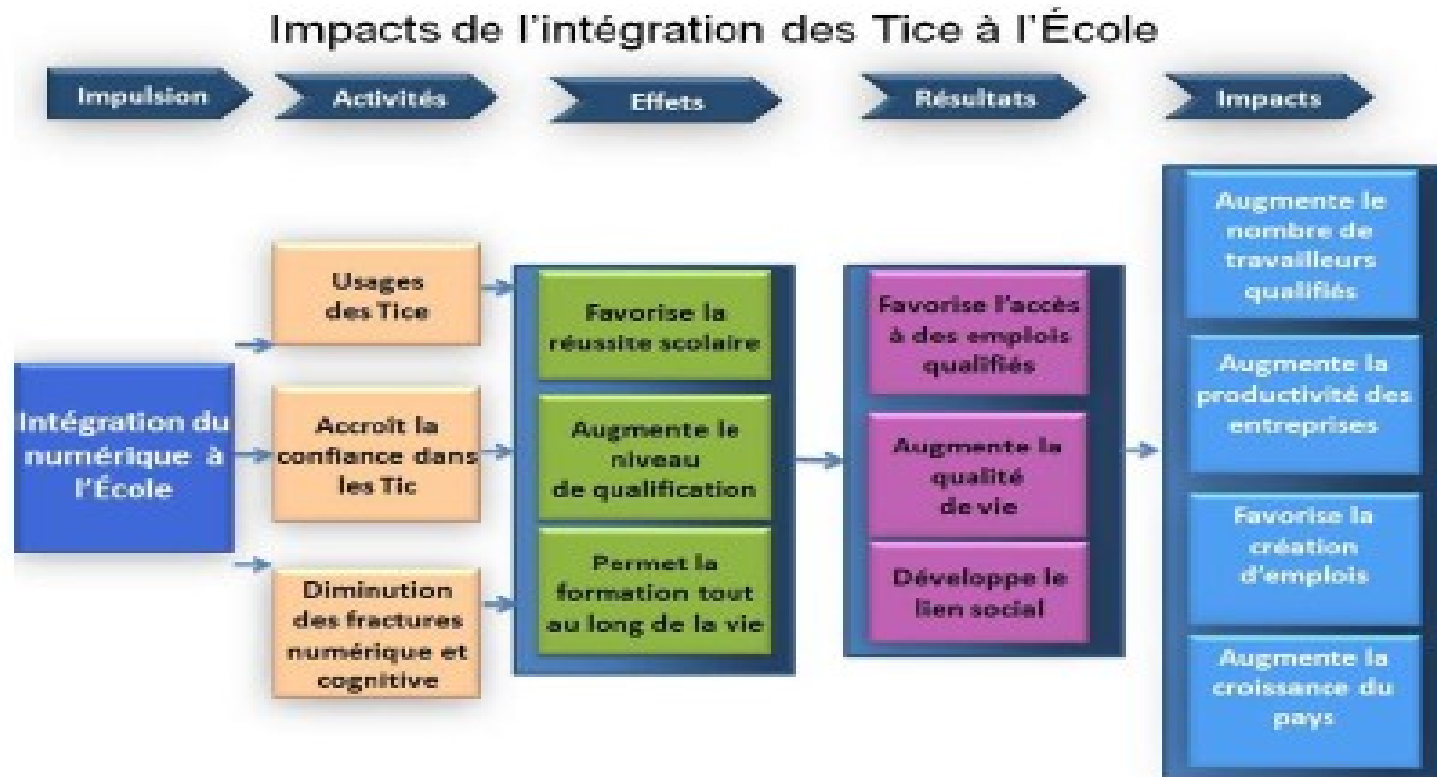 Impacts de l'intégration des Tice à l'École
Impulsion
Activités
Effets
Résultats
Impacts
Intégration du
numérique à
l'École
Usages
des Tice
Accroît la
confiance dans
les Tic
Diminution
des fractures
numérique et
cognitive
Favorise la
réussite scolaire
Augmente le
niveau
de qualification
Permet la
formation tout
au long de la vie
Favorise l'accès
à des emplois
qualifiés
Augmente la
qualité
de vie
Développe le
lien social
Augmente le
nombre de
travailleurs
qualifiés
Augmente la
productivité des
entreprises
Favorise la
création
d'emplois
Augmente la
croissance du
pays